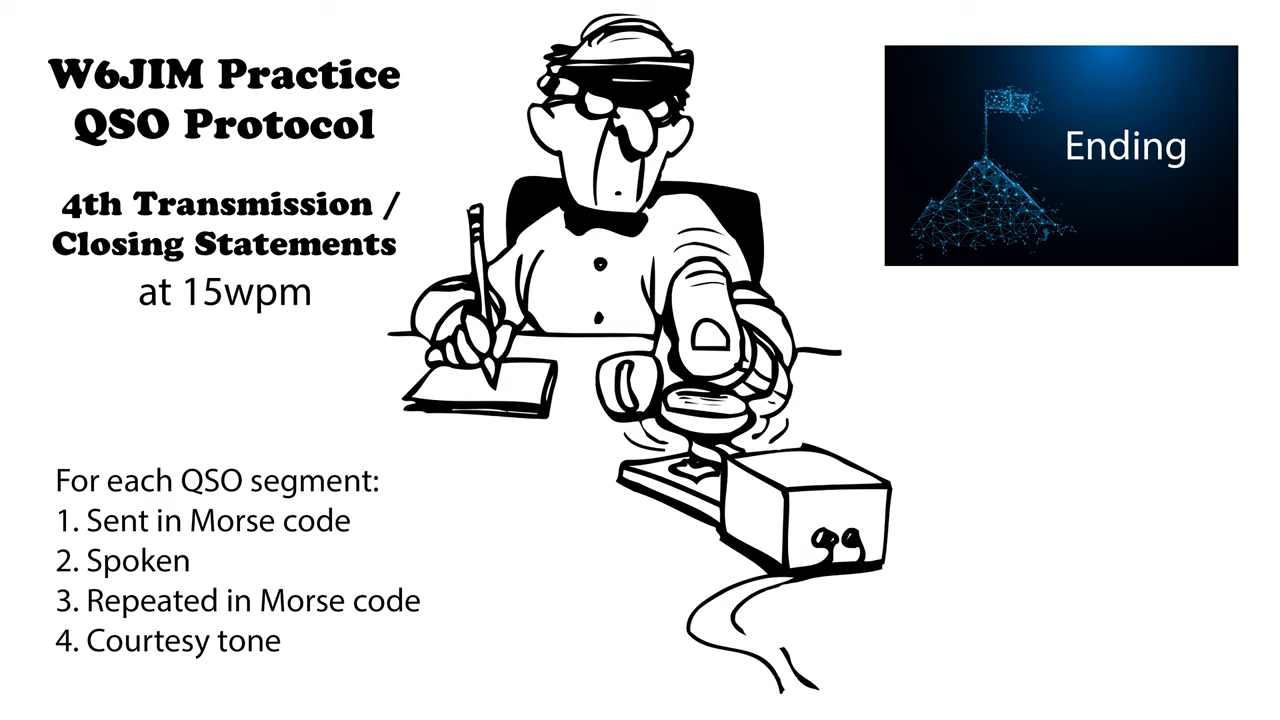 W6JIM Practice
QSO Protocol
4th Transmission /
Closing Statements
at 15wpm
Ending
For each QSO segment:
1. Sent in Morse code
2. Spoken
3. Repeated in Morse code
4. Courtesy tone